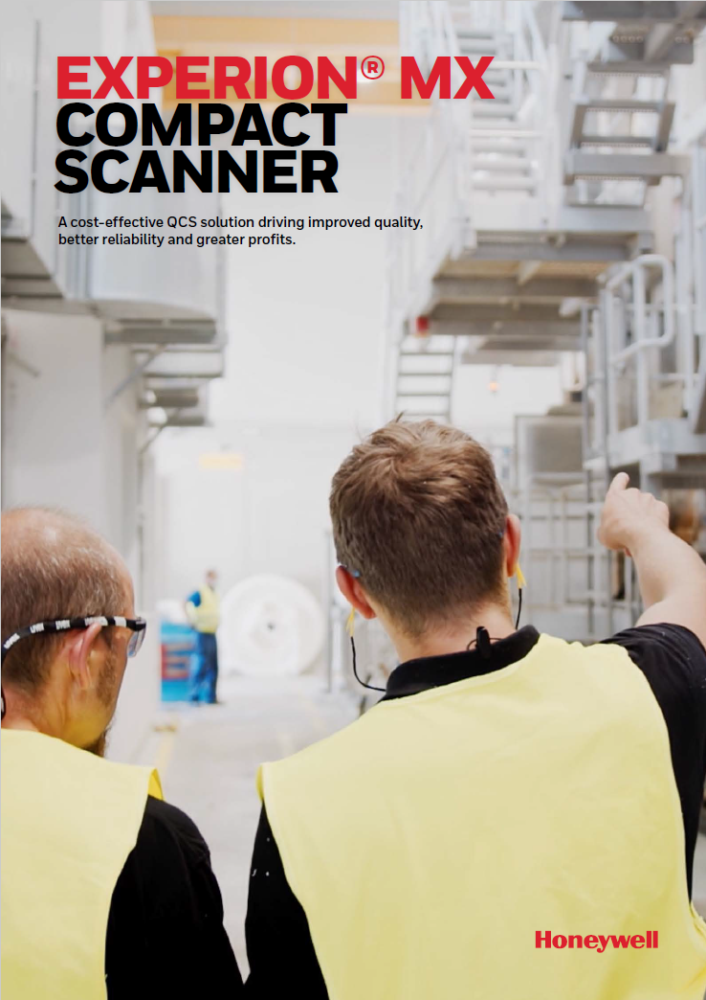 EXPERION® MX
COMPACT
SCANNER
A cost-effective QCS solution driving improved quality,
better reliability and greater profits.
Honeywell